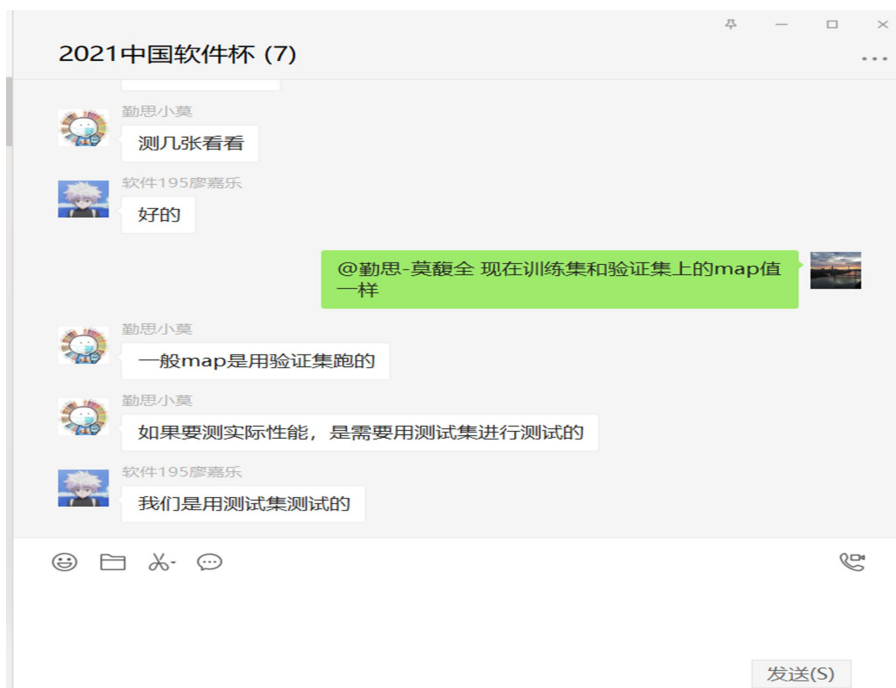 2021中国软件杯 (7)
勤思小莫
测几张看看
软件195廖嘉乐
好的
@勤思-莫馥全 现在训练集和验证集上的map值
一样
勤思小莫
一般map是用验证集跑的
勤思小莫
如果要测实际性能，是需要用测试集进行测试的
软件195廖嘉乐
我们是用测试集测试的
发送(S)